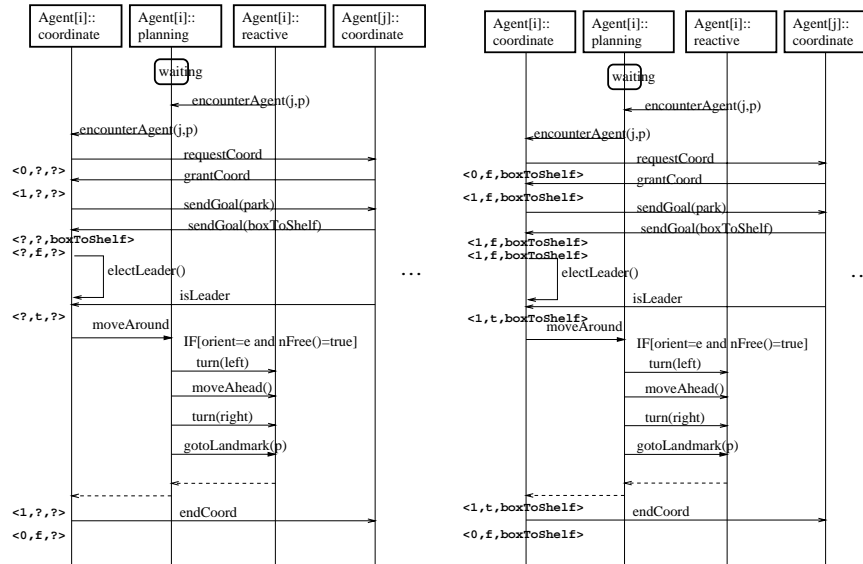 Agent[i]::
coordinate
Agent[i]::
planning
Agent[i]::
reactive
Agent[j]::
coordinate
waiting
encounterAgent(j,p)
encounterAgent(j,p)
requestCoord
<0,?,?>
grantCoord
<1,?,?>
sendGoal(park)
sendGoal(boxToShelf)
<?,?,boxToShelf>
<?,f,?>
electLeader()
isLeader
<?,t,?>
moveAround
IF[orient=e and nFree()=true]
turn(left)
moveAhead()
turn(right)
gotoLandmark(p)
<1,?,?>
endCoord
<0,f,?>
...
Agent[i]::
coordinate
Agent[i]::
planning
Agent[i]::
reactive
Agent[j]::
coordinate
waiting
encounterAgent(j,p)
encounterAgent(j,p)
requestCoord
<0,f,boxToShelf>
grantCoord
<1,f,boxToShelf>
sendGoal(park)
sendGoal(boxToShelf)
<1,f,boxToShelf>
<1,f,boxToShelf>
electLeader()
isLeader
<1,t,boxToShelf>
moveAround
IF[orient=e and nFree()=true]
turn(left)
moveAhead()
turn(right)
gotoLandmark(p)
<1,t,boxToShelf>
endCoord
<0,f,boxToShelf>
...